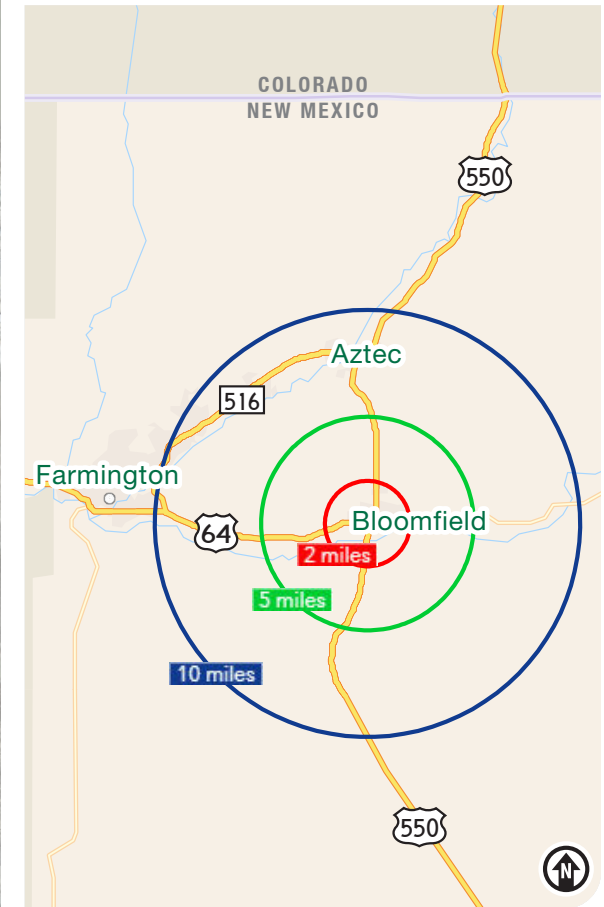 COLORADO
NEW MEXICO
550
Aztec
516
Farmington
Bloomfield
64
2 miles
5 miles
10 miles
550
N